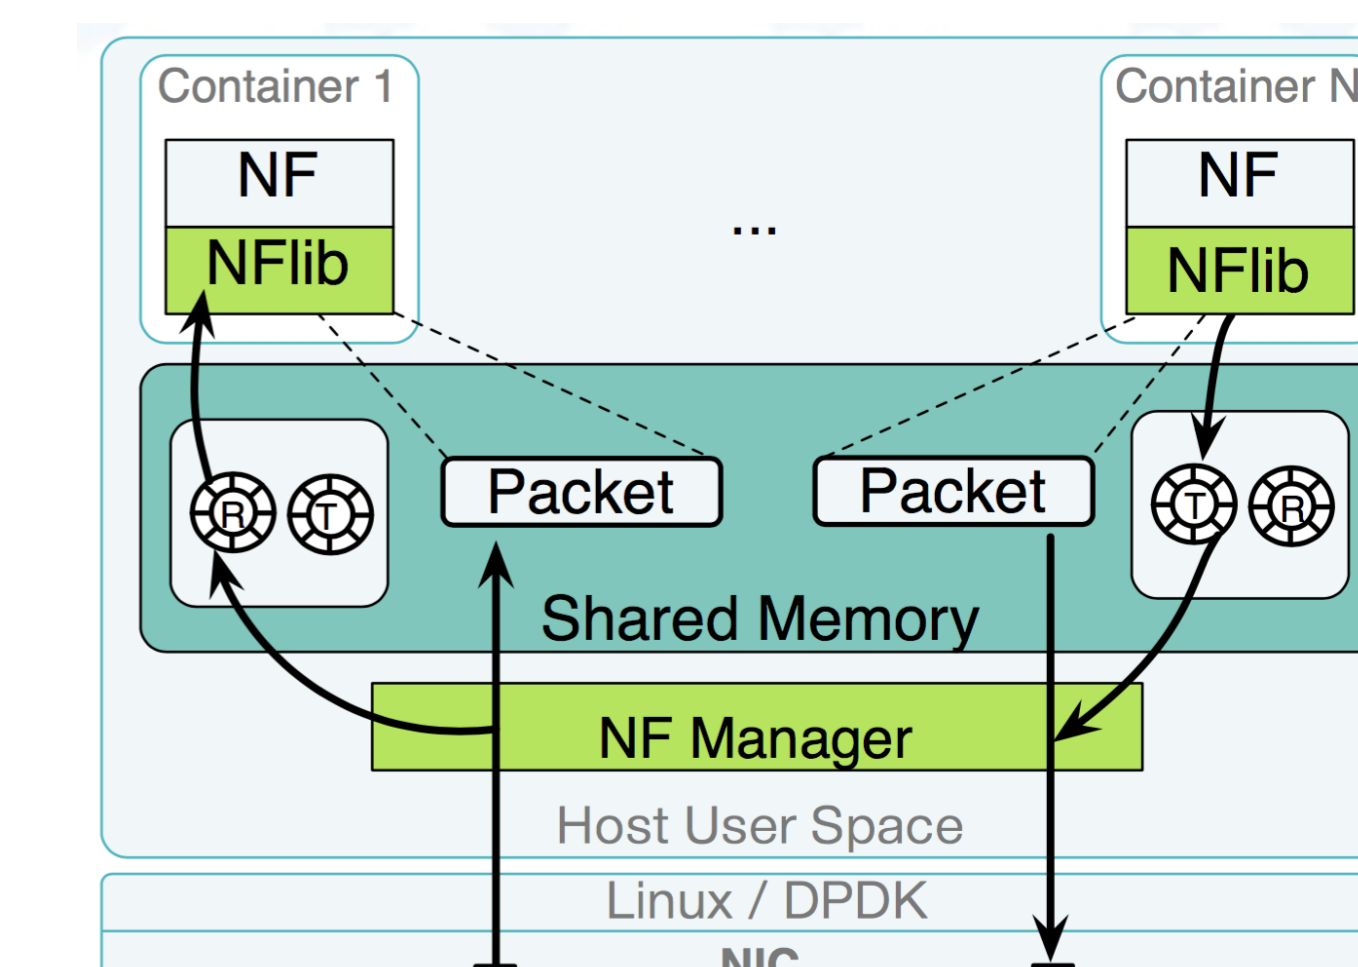 Container 1
Container N
NF
NF
NFlib
NFlib
...
Packet
Packet
R
T
T
R
Shared Memory
NF Manager
Host User Space
Linux / DPDK
NIC